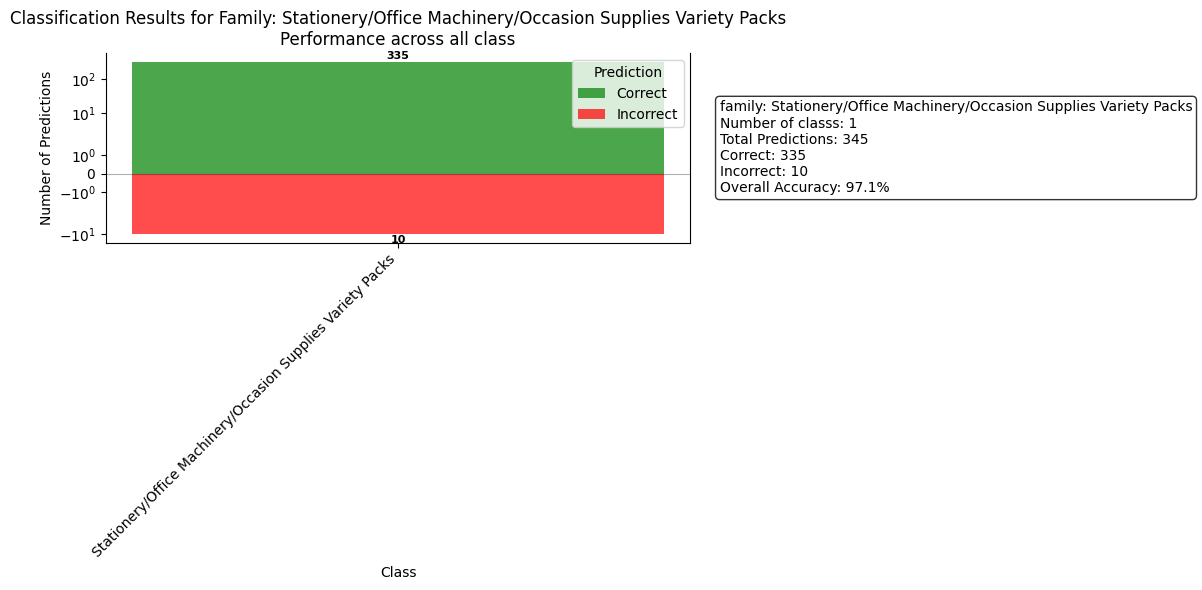 Classification Results for Family: Stationery/Office Machinery/Occasion Supplies Variety Packs
Performance across all class
335
Prediction
Correct
Incorrect
10²
10¹
10⁰
0
−10⁰
−10¹
Number of Predictions
10
Stationery/Office Machinery/Occasion Supplies Variety Packs
Class
family: Stationery/Office Machinery/Occasion Supplies Variety Packs
Number of classs: 1
Total Predictions: 345
Correct: 335
Incorrect: 10
Overall Accuracy: 97.1%